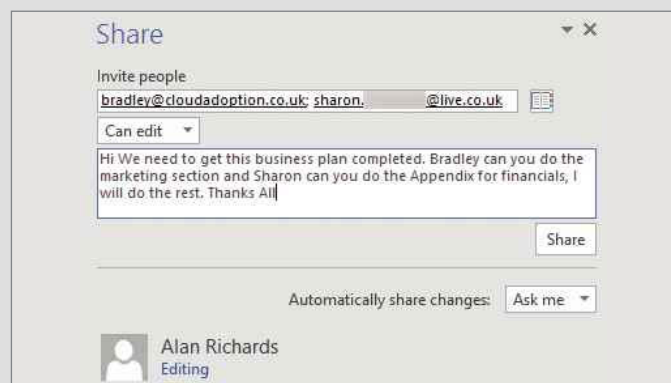 Share
Invite people
bradley@cloudadoption.co.uk; sharon. @live.co.uk
Can edit
Hi We need to get this business plan completed. Bradley can you do the
marketing section and Sharon can you do the Appendix for financials, I
will do the rest. Thanks All
Share
Automatically share changes: Ask me
Alan Richards
Editing